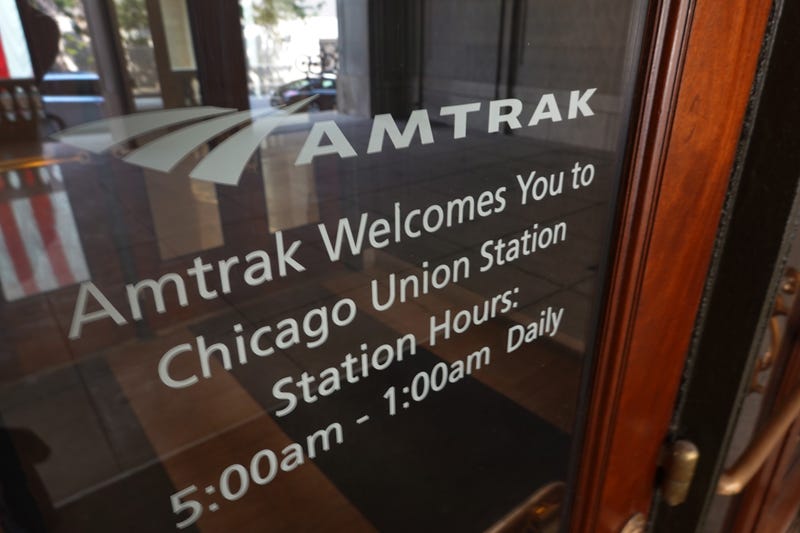 AMTRAK
Amtrak Welcomes You to
Chicago Union Station
Station Hours:
5:00am - 1:00am Daily